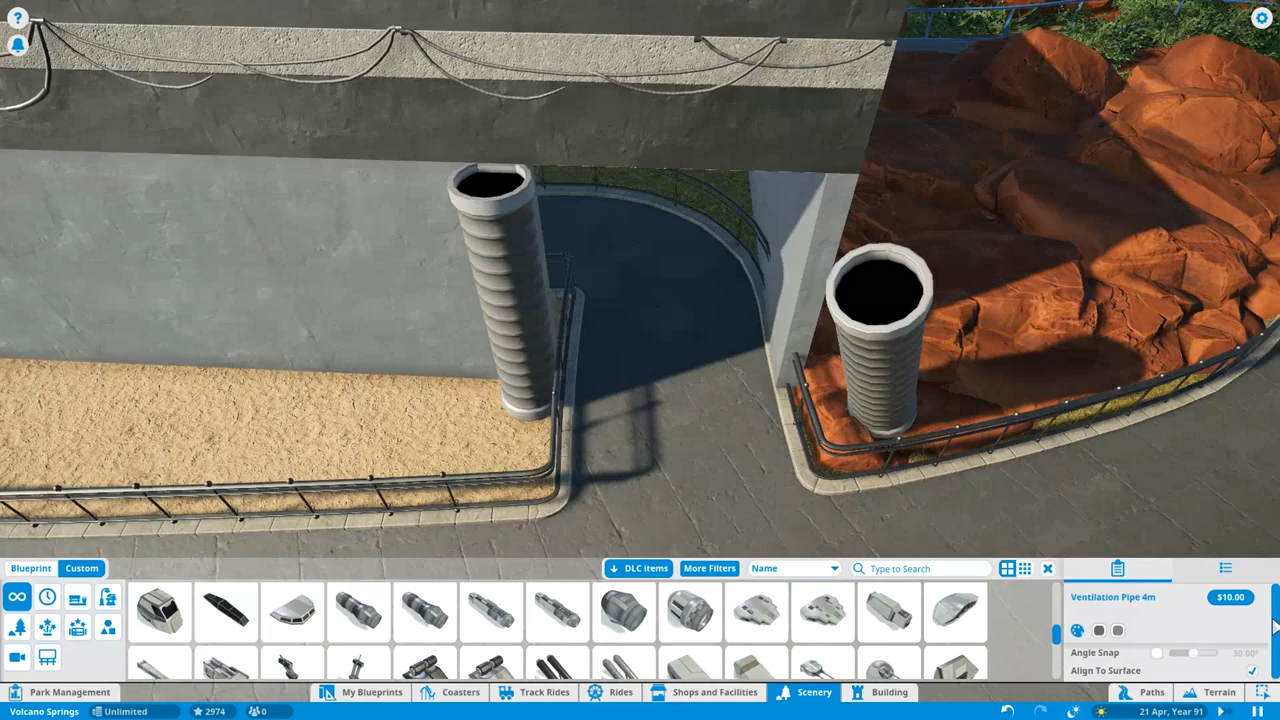 ?
Blueprint
Custom
DLC items
More Filters
Name
Type to Search
Ventilation Pipe 4m
$10.00
Angle Snap
30.00°
Align To Surface
Park Management
My Blueprints
Coasters
Track Rides
Rides
Shops and Facilities
Scenery
Building
Paths
Terrain
Volcano Springs
Unlimited
2974
0
21 Apr, Year 91